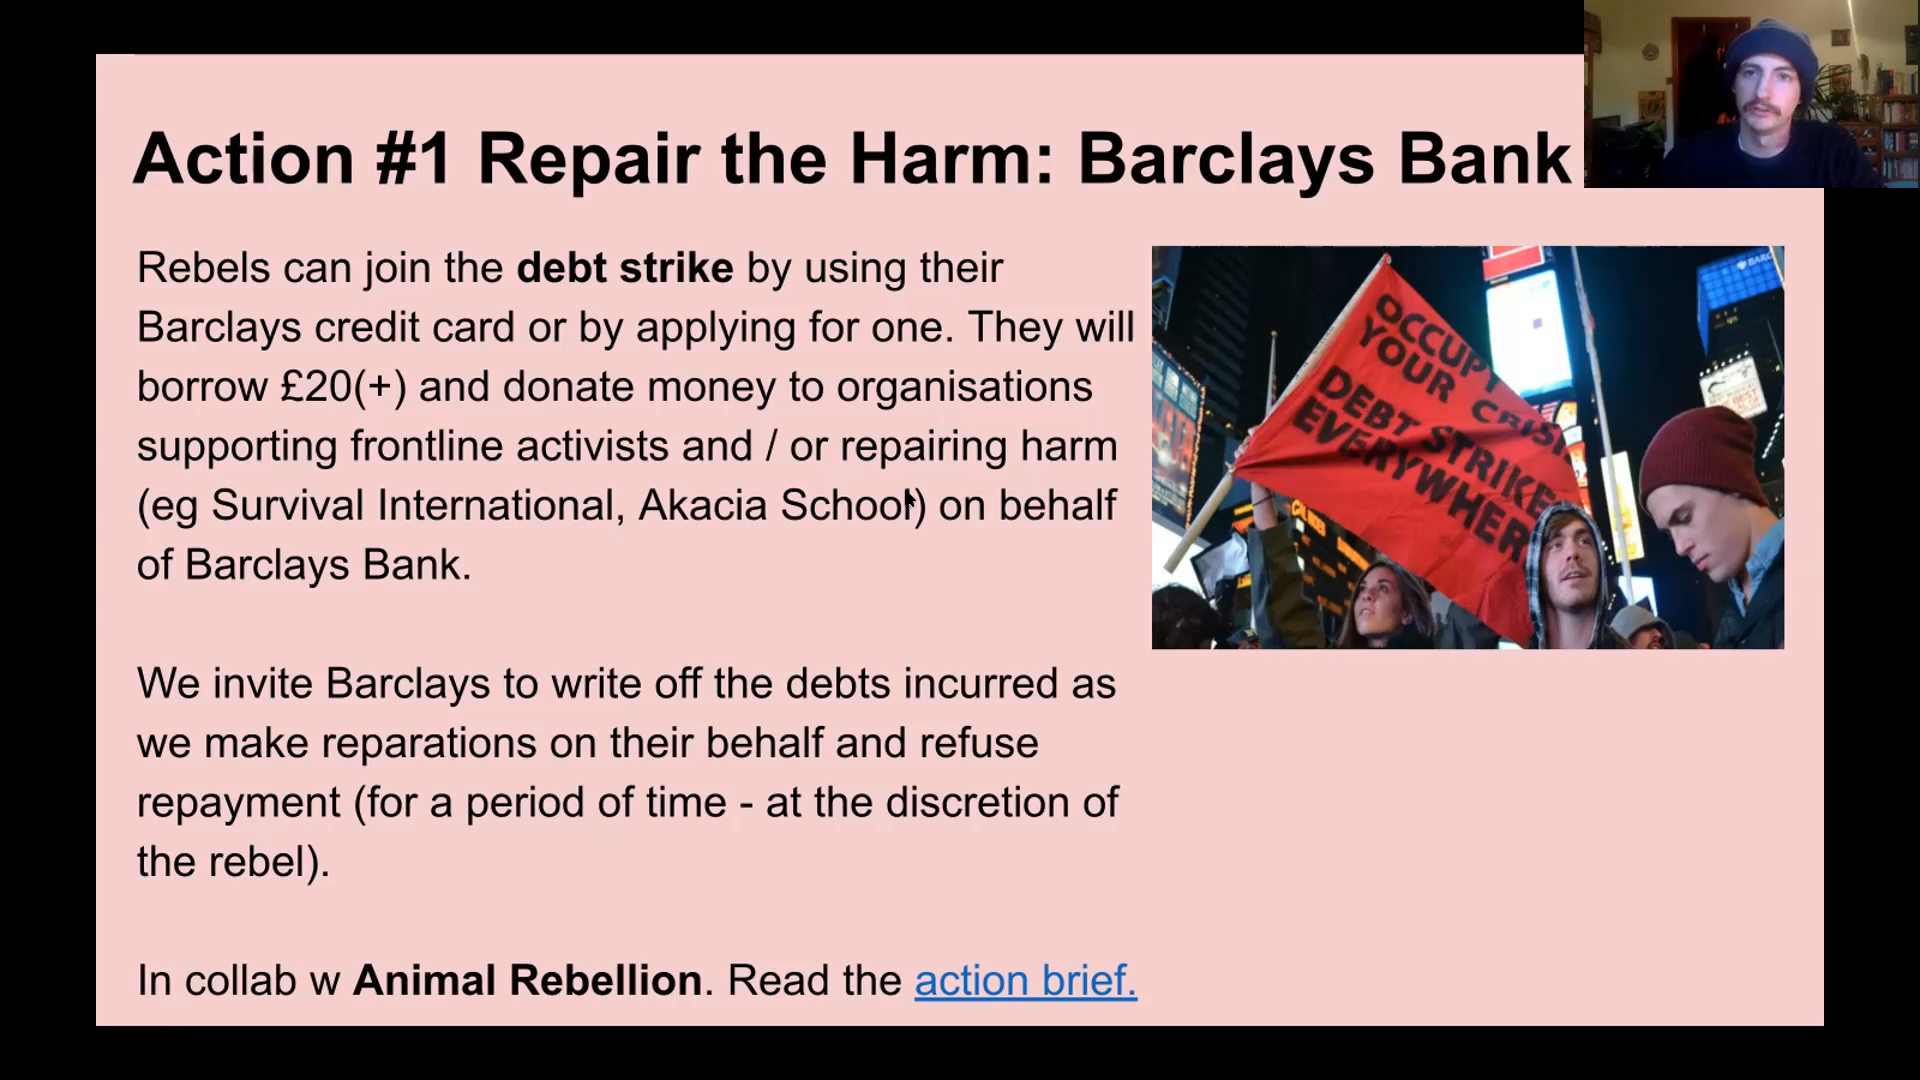 Action #1 Repair the Harm: Barclays Bank
Rebels can join the debt strike by using their
Barclays credit card or by applying for one. They will
borrow £20(+) and donate money to organisations
supporting frontline activists and / or repairing harm
(eg Survival International, Akacia School) on behalf
of Barclays Bank.
We invite Barclays to write off the debts incurred as
we make reparations on their behalf and refuse
repayment (for a period of time - at the discretion of
the rebel).
In collab w Animal Rebellion. Read the action brief.
OCCUPY
YOUR CRISI
DEBT STRIKE
EVERYWHER